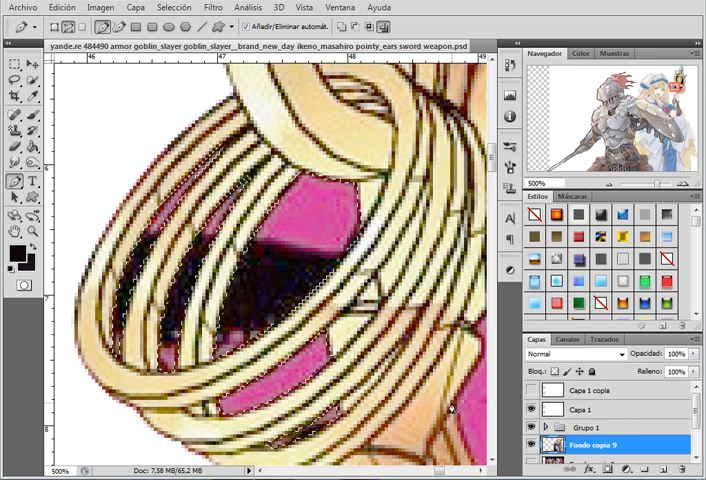 Archivo Edición Imagen Capa Selección Filtro Análisis 3D Vista Ventana Ayuda
Añadir/Eliminar automát.
yande.re 484490 armor goblin_slayer goblin_slayer__brand_new_day ikeno_masahiro pointy_ears sword weapon.psd
46 47 48 49
6
7
8
Navegador Color Muestras
500%
Estilos Máscaras
Capas Canales Trazados
Normal Opacidad: 100%
Bloq.: Relleno: 100%
Capa 1 copia
Capa 1
Grupo 1
Fondo copia 9
500% Doc: 7,58 MB/65,2 MB